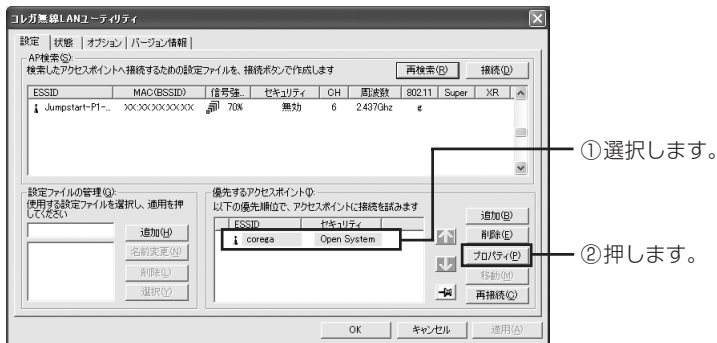 コレガ無線LANユーティリティ
設定 状態 オプション バージョン情報
AP検索(S):
検索したアクセスポイントへ接続するための設定ファイルを、接続ボタンで作成します 再検索(R) 接続(O)
ESSID MAC(BSSID) 信号強.. セキュリティ CH 周波数 802.11 Super XR
Jumpstart-P1-.. XX:XX:XX:XX:XX 70% 無効 6 2.437Ghz g
設定ファイルの管理(G):
使用する設定ファイルを選択し、適用を押
してください
追加(H)
名前変更(N)
削除(L)
選択(Y)
優先するアクセスポイント(I):
以下の優先順位で、アクセスポイントに接続を試みます
ESSID セキュリティ
corega Open System
追加(B)
削除(E)
プロパティ(P)
移動(M)
再接続(C)
OK キャンセル 適用(A)
①選択します。
②押します。